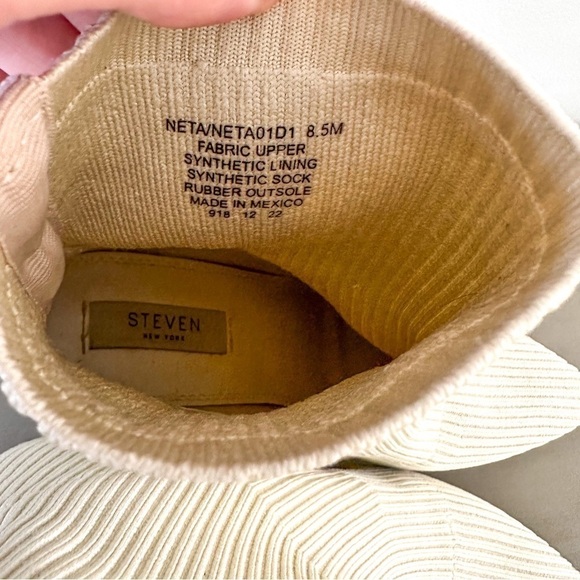 NETA/NETA01D1 8.5M
FABRIC UPPER
SYNTHETIC LINING
SYNTHETIC SOCK
RUBBER OUTSOLE
MADE IN MEXICO
918 12 22
STEVEN
NEW YORK